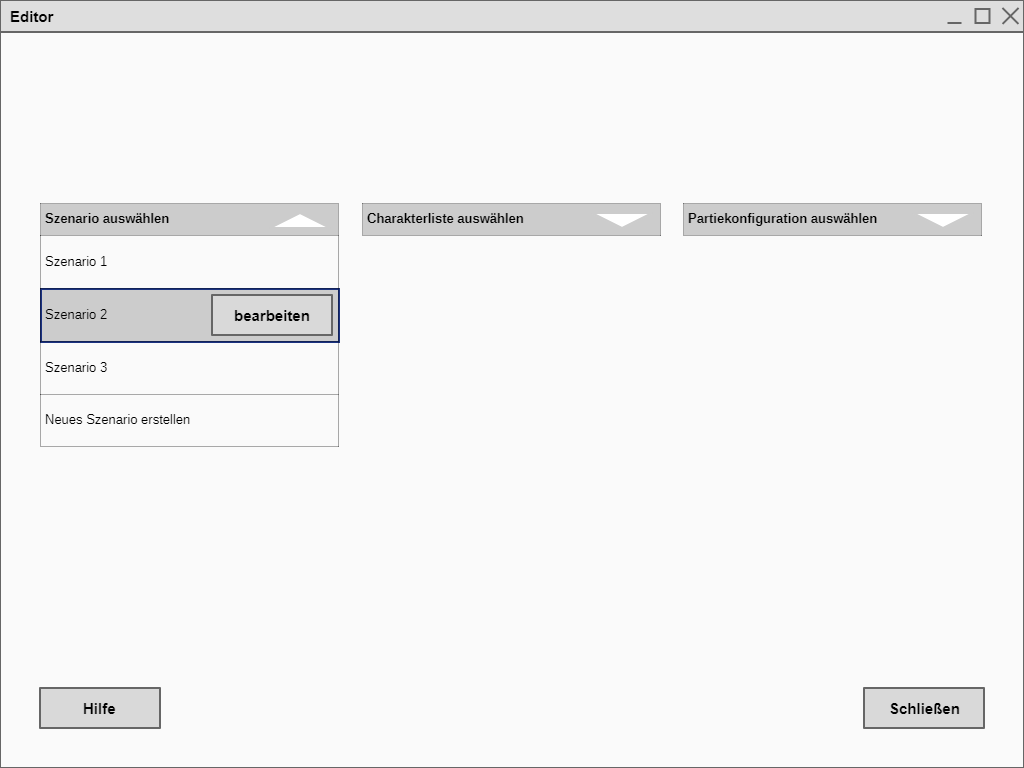 Editor
Szenario auswählen
Charakterliste auswählen
Partiekonfiguration auswählen
Szenario 1
Szenario 2
bearbeiten
Szenario 3
Neues Szenario erstellen
Hilfe
Schließen